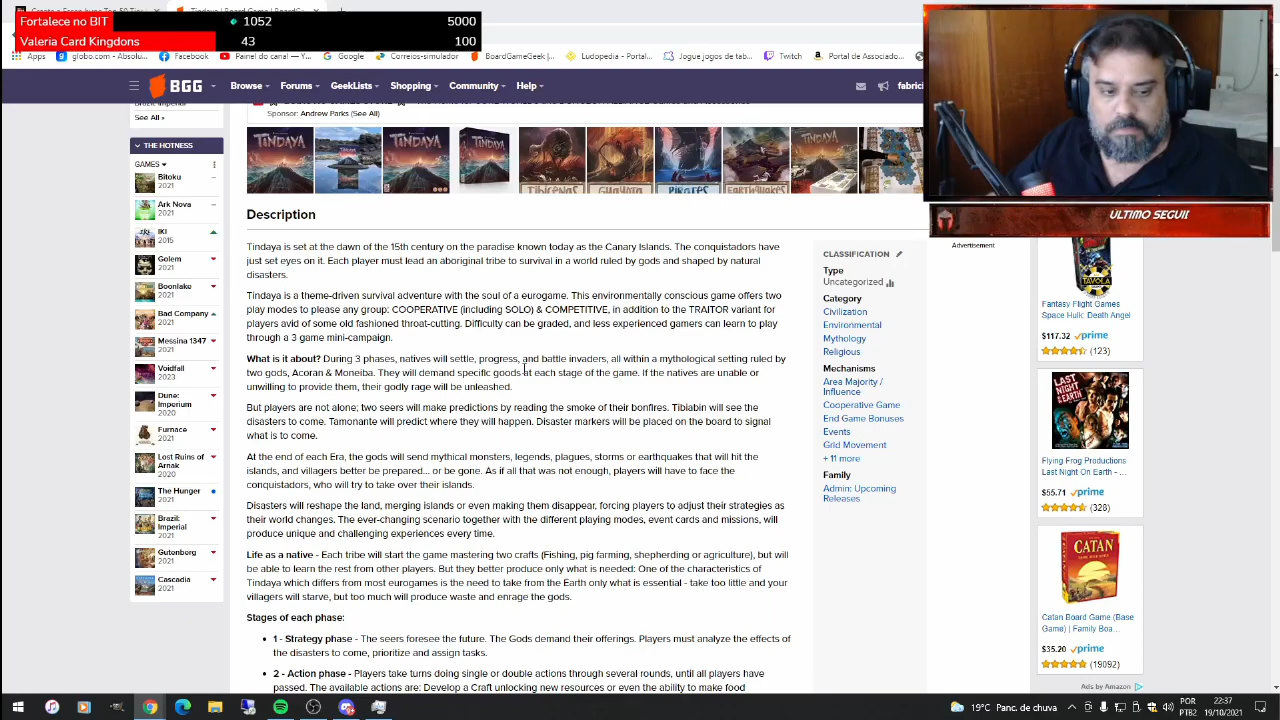 Fortalece no BIT 1052 5000
Valeria Card Kingdons 43 100
Apps globo.com - Absolu... Facebook Painel do canal — Y... Google Correios-simulador BoardGameGeek | B... Ludopedia - Portal... Twitch Portal de Associado...
BGG Browse Forums GeekLists Shopping Community Help fabrici
See All »
Sponsor: Andrew Parks (See All)
THE HOTNESS
GAMES
Bitoku
2021
Ark Nova
2021
IKI
2015
Golem
2021
Boonlake
2021
Bad Company
2021
Messina 1347
2021
Voidfall
2023
Dune:
Imperium
2020
Furnace
2021
Lost Ruins of
Arnak
2020
The Hunger
2021
Brazil:
Imperial
2021
Gutenberg
2021
Cascadia
2021
TINDAYA TINDAYA TINDAYA TIBICENAS GUAYOTA PIRATES EARTHQUAKES TINDAYA
Description
Tindaya is set at the dawn of the 15th century on the paradise known today as the Canary Islands. The conquistadors have
just set eyes on it. Each player must lead an aboriginal tribe to survival in a world ruled by gods and shaped by natural
disasters.
Tindaya is a theme-driven survival adventure with the soul of a eurogame. This environmentally conscious game offers two
play modes to please any group: COOPERATIVE (including SOLO) & COMPETITIVE, in addition to the TRAITOR variant for
players avid of some old fashioned throat-cutting. Difficulty can be graded, and less experienced gamers can learn to play
through a 3 game mini-campaign.
What is it about? During 3 phases, natives will settle, progress, and battle invaders, all within a mythological setting ruled by
two gods, Acoran & Moneiba. They will demand specific goods at each stage of the game. If the natives are unable or
unwilling to provide them, their godly rage will be unleashed.
But players are not alone; two seers will make predictions by reading the smoke of their bonfires. Tibiabin will see the
disasters to come. Tamonante will predict where they will happen. Disaster markers will be placed on the board to signal
what is to come.
At the end of each Era, the gods will send mythical monsters, legends, plagues, storms or earthquakes that will hit the
islands, and villagers better be prepared... or be gone. As if all that was not enough, players will have to face the
conquistadors, who will try to take over their islands.
Disasters will reshape the land, merging islands or even making them disappear, forcing players to adjust their strategies as
their world changes. The ever-changing scenario together with the different playing modes, event cards and missions, will
produce unique and challenging experiences every time.
Life as a native - Each tribe will start the game mastering two crafts (Fishing, pig farming, shepherding or agriculture), but will
be able to learn the rest from other players. But they better produce only what is needed: One of the characteristics of
Tindaya which differs from most eurogames is the need to take from the Earth only what is essential - take too little and your
villagers will starve, but too much will produce waste and enrage the gods.
Stages of each phase:
• 1 - Strategy phase - The seers foresee the future. The Gods demand their offerings. Players must analyze the effects of
the disasters to come, prioritize and assign tasks.
• 2 - Action phase - Players take turns doing single or double actions through several rounds, until all players have
passed. The available actions are: Develop a Craft unlocking new resources or even the ability to make food
CLASSIFICATION
Type
Uncategorized
Category
Civilization
Environmental
Mythology
Religious
Mechanisms
Area Majority /
Influence
Cooperative Game
End Game Bonuses
Events
Grid Movement
+ 11 more
Family
Admin: Upcoming
Releases
ÚLTIMO SEGUI
Advertisement
Fantasy Flight Games
Space Hulk: Death Angel
$117.32 prime
(123)
LAST NIGHT ON EARTH
Flying Frog Productions
Last Night On Earth - ...
$55.71 prime
(328)
CATAN
Catan Board Game (Base
Game) | Family Boa...
$35.20 prime
(19092)
Ads by Amazon
19°C Panc. de chuva
POR
PTB2
22:37
19/10/2021